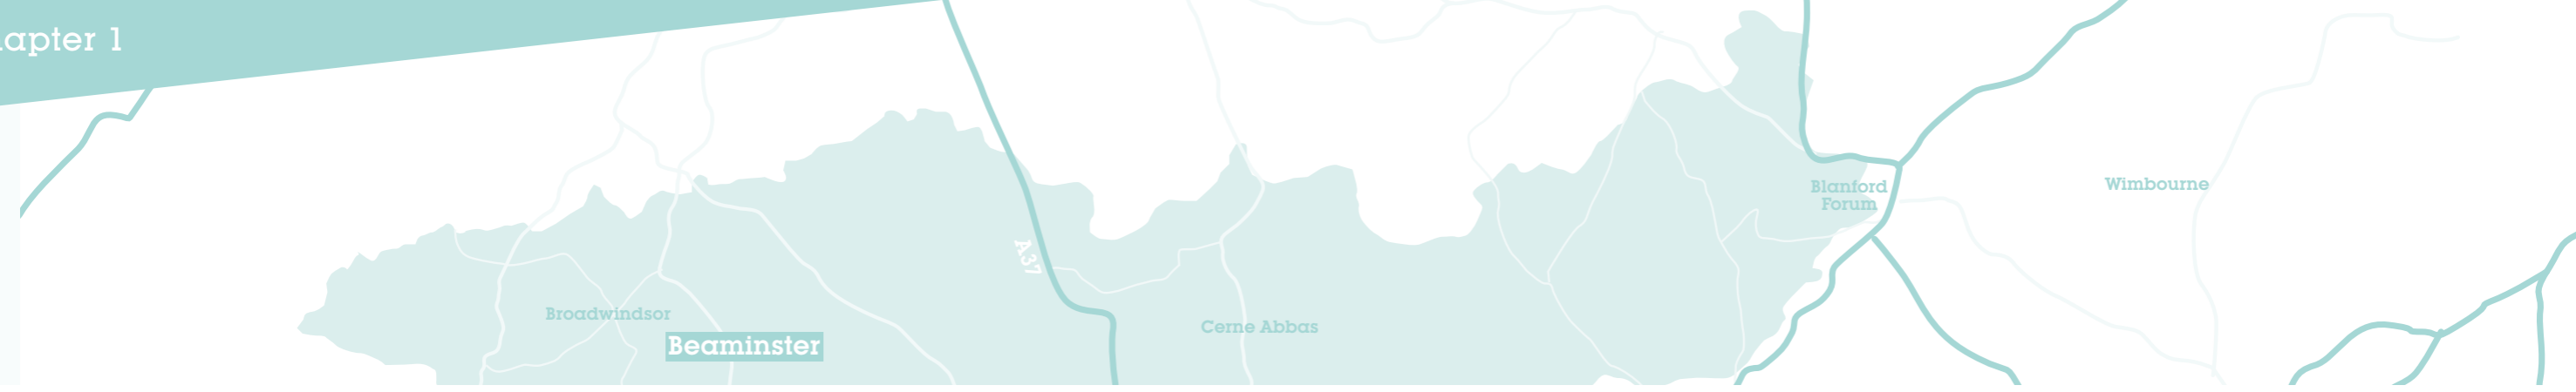 apter 1
Blanford
Forum
Wimbourne
A37
Broadwindsor
Cerne Abbas
Beaminster